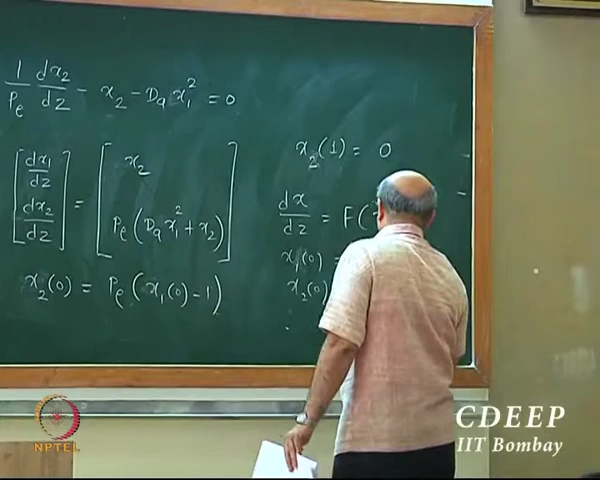 1/Pe dx₂/dz - x₂ - Da x₁² = 0
[dx₁/dz dx₂/dz] = [x₂ Pe(Da x₁² + x₂)]
x₂(0) = Pe(x₁(0) - 1)
x₂(1) = 0
dx/dz = F(
x₁(0) =
x₂(0)
NPTEL
CDEEP
IIT Bombay